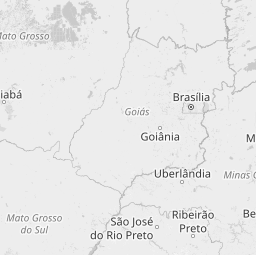 Mato Grosso
iabá
Goiás
Brasília
Goiânia
M
Uberlândia
Minas G
Mato Grosso
do Sul
São José
do Rio Preto
Ribeirão
Preto
Be